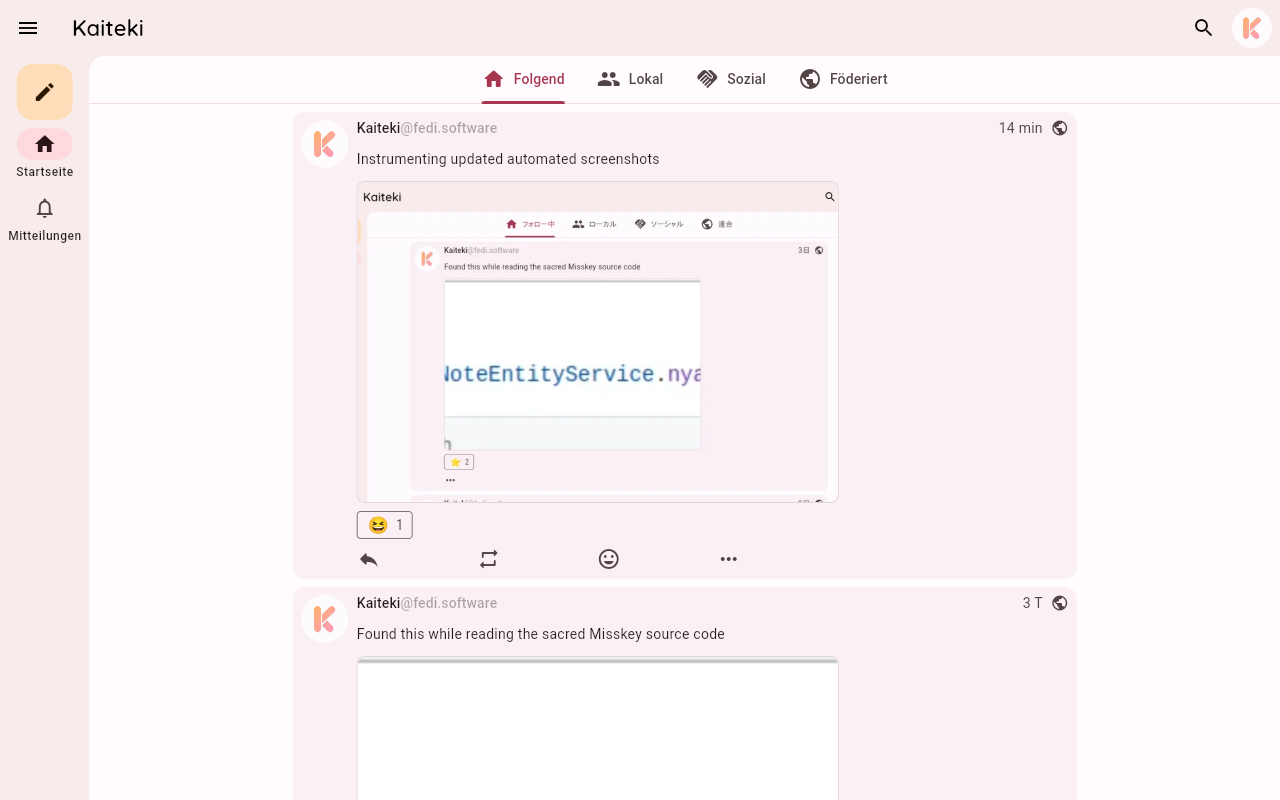 Kaiteki
Folgend
Lokal
Sozial
Föderiert
Startseite
Mitteilungen
Kaiteki@fedi.software
14 min
Instrumenting updated automated screenshots
Kaiteki
フォロー中
ローカル
ソーシャル
連合
Kaiteki@fedi.software
3日
Found this while reading the sacred Misskey source code
NoteEntityService.nya
2
1
Kaiteki@fedi.software
3 T
Found this while reading the sacred Misskey source code